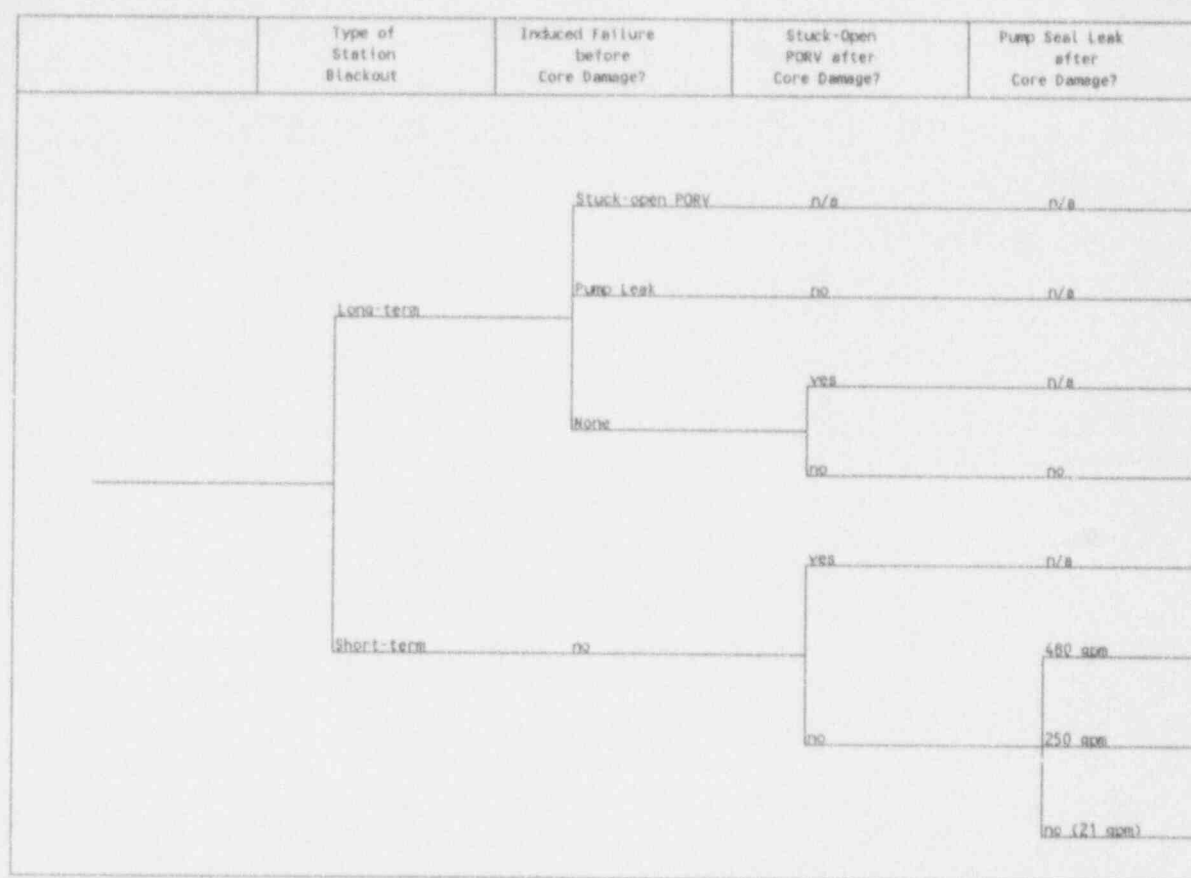 Type of
Station
Blackout
Induced Failure
before
Core Damage?
Stuck-Open
PORV after
Core Damage?
Pump Seal Leak
after
Core Damage?
Stuck-open PORV n/a n/a
Pump Leak no n/a
Long-term
yes n/a
None
no no
yes n/a
Short-term no
480 gpm
no 250 gpm
no (21 gpm)